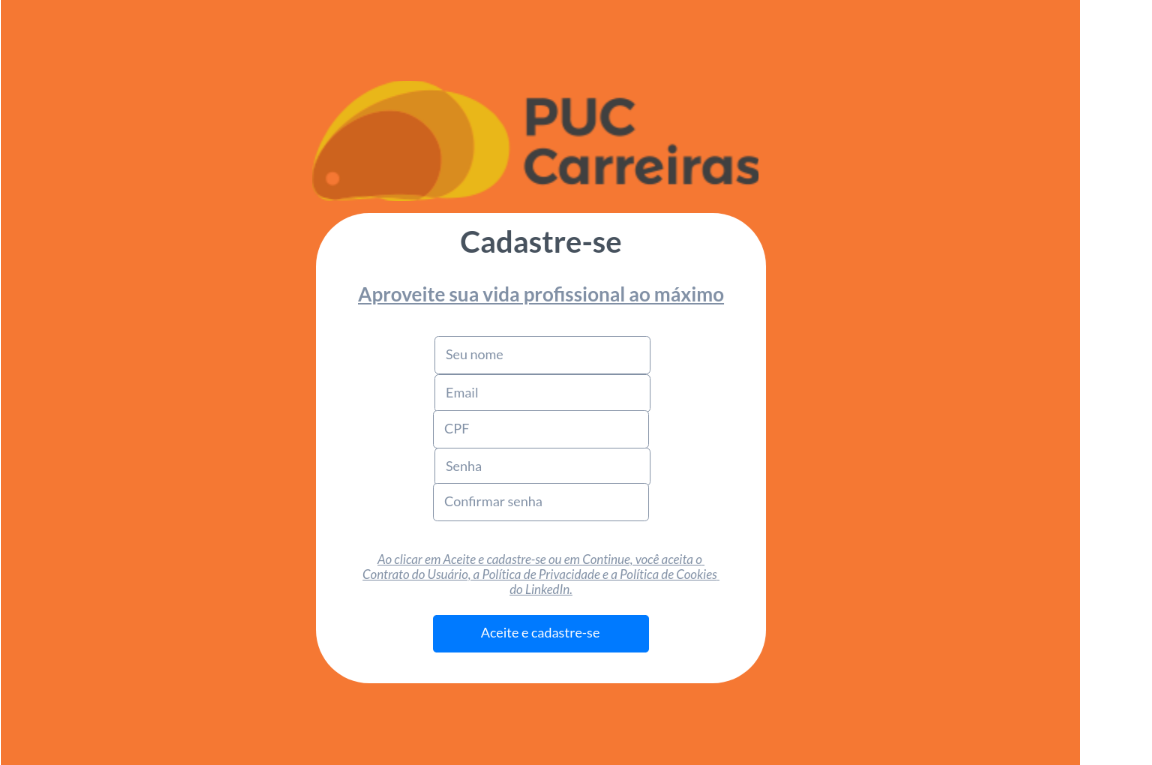 PUC
Carreiras
Cadastre-se
Aproveite sua vida profissional ao máximo
Seu nome
Email
CPF
Senha
Confirmar senha
Ao clicar em Aceite e cadastre-se ou em Continue, você aceita o
Contrato do Usuário, a Política de Privacidade e a Política de Cookies
do LinkedIn.
Aceite e cadastre-se